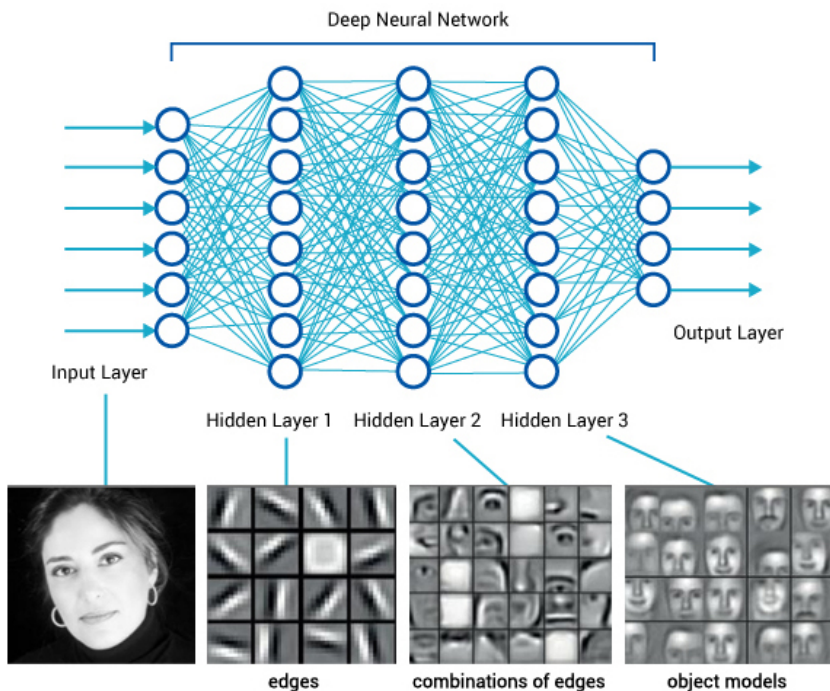 Deep Neural Network
Input Layer
Output Layer
Hidden Layer 1
Hidden Layer 2
Hidden Layer 3
edges
combinations of edges
object models